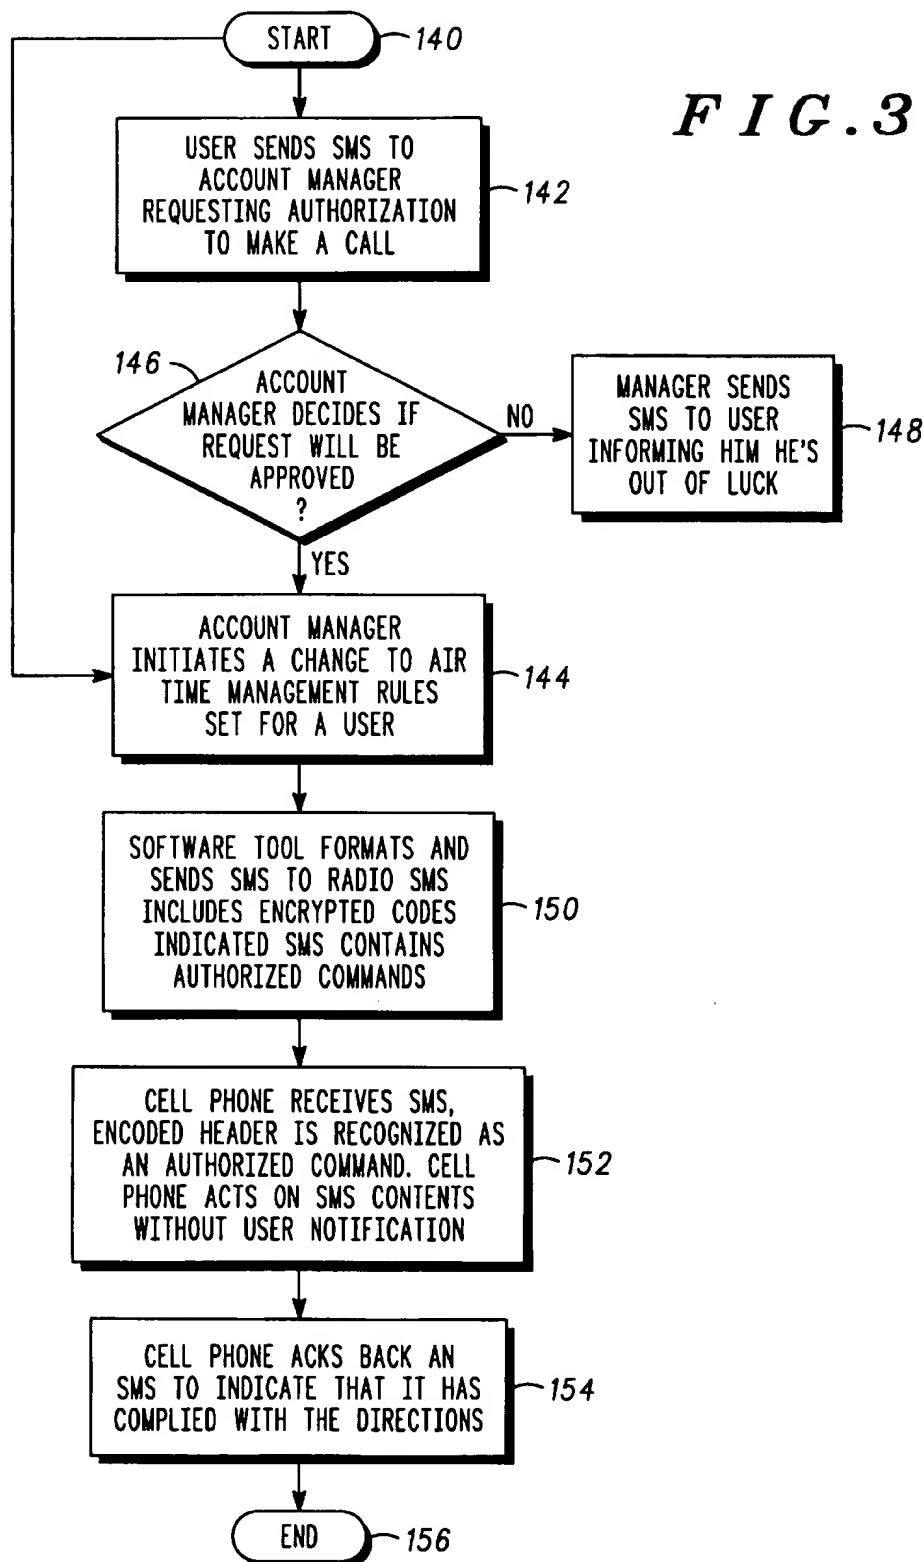 START
140
FIG.3
USER SENDS SMS TO
ACCOUNT MANAGER
REQUESTING AUTHORIZATION
TO MAKE A CALL
142
146
ACCOUNT
MANAGER DECIDES IF
REQUEST WILL BE
APPROVED
?
NO
MANAGER SENDS
SMS TO USER
INFORMING HIM HE'S
OUT OF LUCK
148
YES
ACCOUNT MANAGER
INITIATES A CHANGE TO AIR
TIME MANAGEMENT RULES
SET FOR A USER
144
SOFTWARE TOOL FORMATS AND
SENDS SMS TO RADIO SMS
INCLUDES ENCRYPTED CODES
INDICATED SMS CONTAINS
AUTHORIZED COMMANDS
150
CELL PHONE RECEIVES SMS,
ENCODED HEADER IS RECOGNIZED AS
AN AUTHORIZED COMMAND. CELL
PHONE ACTS ON SMS CONTENTS
WITHOUT USER NOTIFICATION
152
CELL PHONE ACKS BACK AN
SMS TO INDICATE THAT IT HAS
COMPLIED WITH THE DIRECTIONS
154
END
156